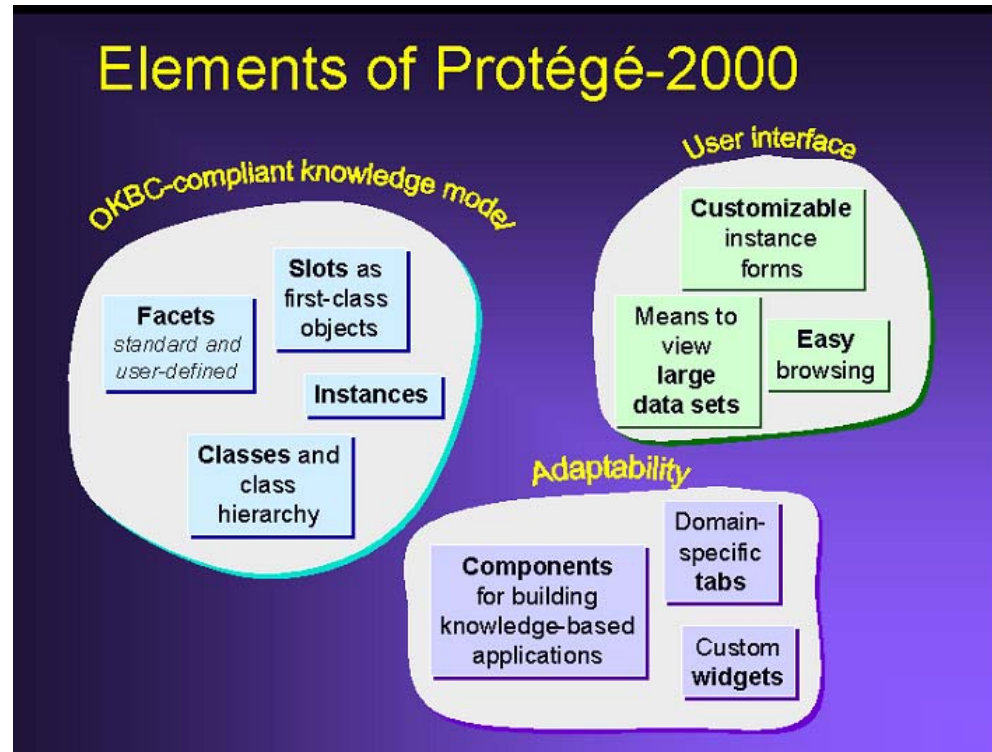 Elements of Protégé-2000
OKBC-compliant knowledge model
Facets
standard and
user-defined
Slots as
first-class
objects
Instances
Classes and
class
hierarchy
User interface
Customizable
instance
forms
Means to
view
large
data sets
Easy
browsing
Adaptability
Components
for building
knowledge-based
applications
Domain-
specific
tabs
Custom
widgets